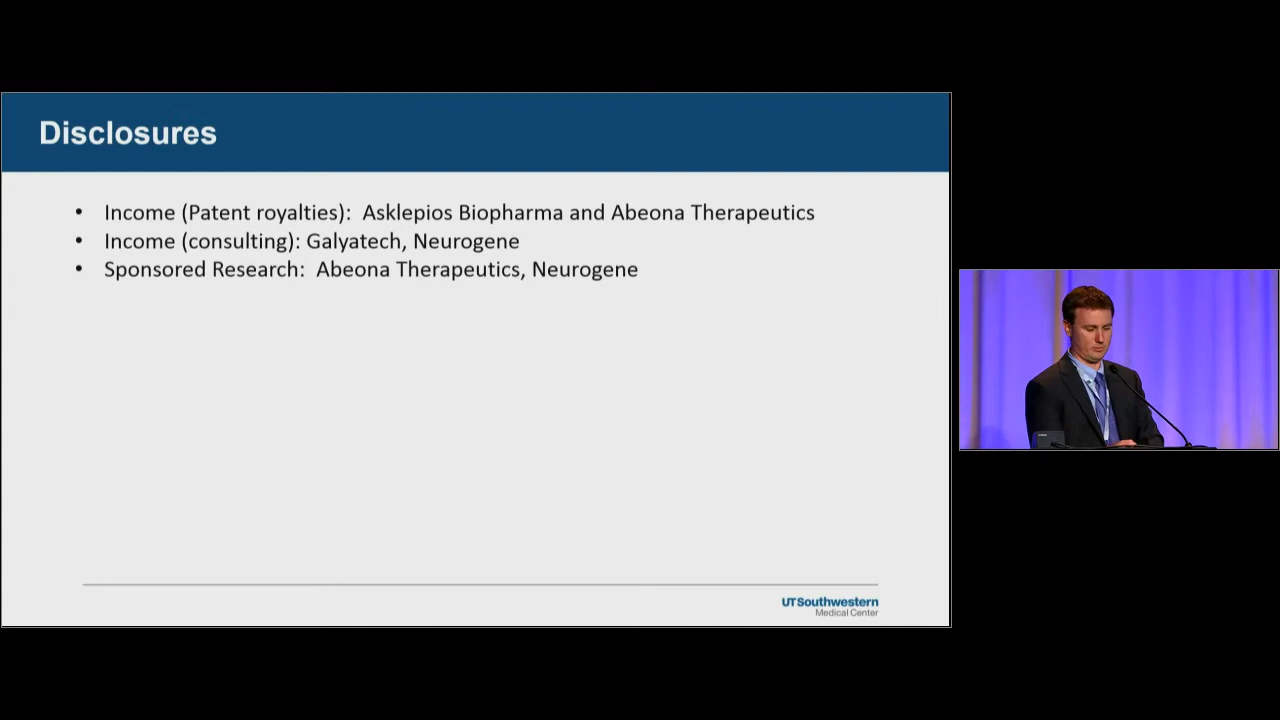 Disclosures
• Income (Patent royalties):  Asklepios Biopharma and Abeona Therapeutics
• Income (consulting): Galyatech, Neurogene
• Sponsored Research:  Abeona Therapeutics, Neurogene
UTSouthwestern
Medical Center